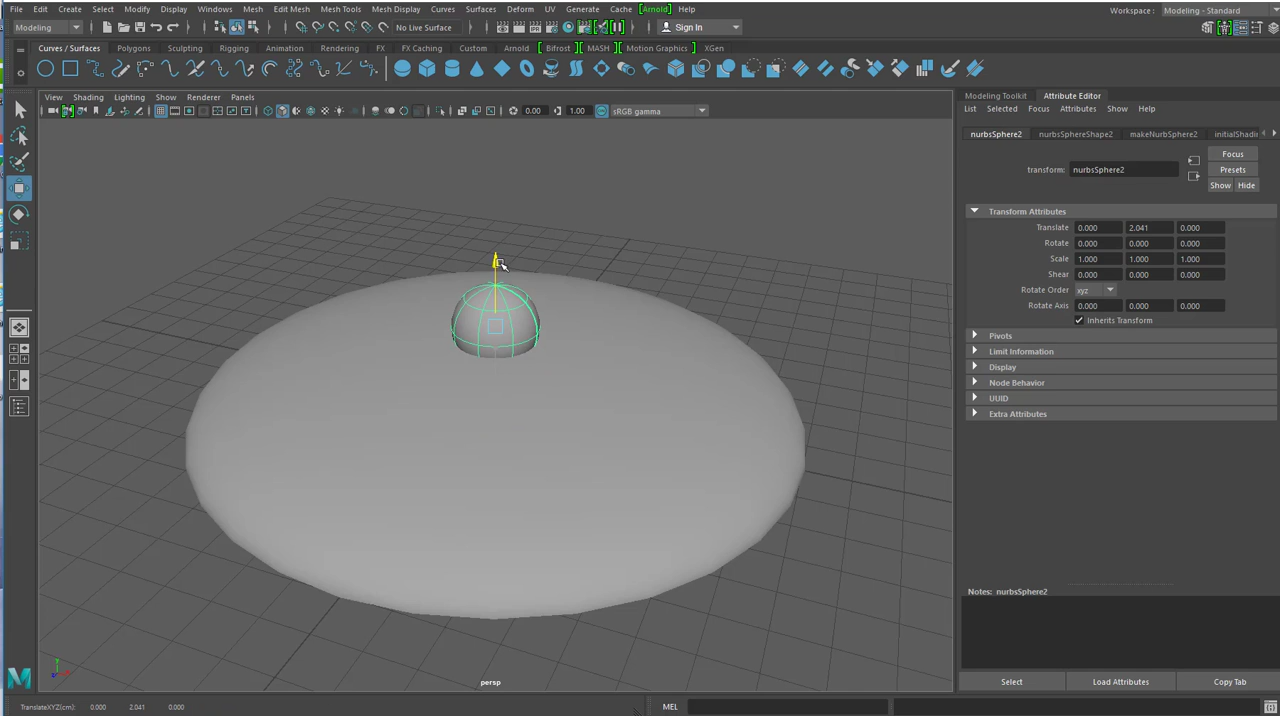 File Edit Create Select Modify Display Windows Mesh Edit Mesh Mesh Tools Mesh Display Curves Surfaces Deform UV Generate Cache [Arnold] Help
Workspace : Modeling - Standard
Modeling No Live Surface Sign In
Curves / Surfaces Polygons Sculpting Rigging Animation Rendering FX FX Caching Custom Arnold Bifrost MASH Motion Graphics XGen
View Shading Lighting Show Renderer Panels
0.00 1.00 sRGB gamma
Modeling Toolkit Attribute Editor
List Selected Focus Attributes Show Help
nurbsSphere2 nurbsSphereShape2 makeNurbSphere2 initialShadi
Focus
transform: nurbsSphere2 Presets
Show Hide
Transform Attributes
Translate 0.000 2.041 0.000
Rotate 0.000 0.000 0.000
Scale 1.000 1.000 1.000
Shear 0.000 0.000 0.000
Rotate Order xyz
Rotate Axis 0.000 0.000 0.000
Inherits Transform
Pivots
Limit Information
Display
Node Behavior
UUID
Extra Attributes
Notes: nurbsSphere2
persp
Select Load Attributes Copy Tab
TranslateXYZ(cm): 0.000 2.041 0.000 MEL